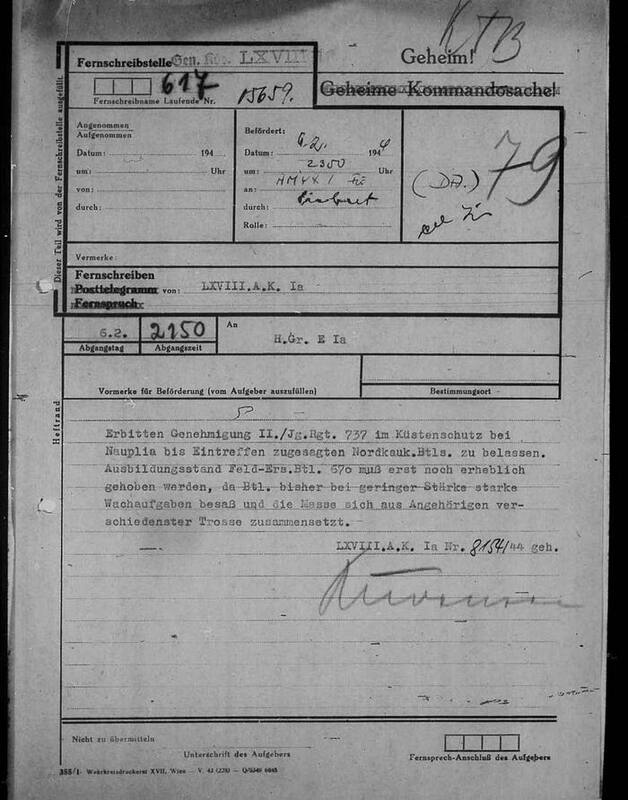 KTB
Fernschreibstelle Gen. Kdo. LXVIII
Geheim!
617
15659.
Geheime Kommandosache!
Fernschreibname Laufende Nr.
79
Angenommen
Aufgenommen
Datum: 194
um: Uhr
von:
durch:
Befördert:
Datum: 6.2. 1944
um: 2350 Uhr
an:
durch:
Rolle:
Dieser Teil wird von der Fernschreibstelle ausgefüllt.
Vermerke:
Fernschreiben
Posttelegramm von: LXVIII.A.K. Ia
Fernspruch
6.2. 2150
Abgangstag Abgangszeit
An
H.Gr. E Ia
Vormerke für Beförderung (vom Aufgeber auszufüllen)
Bestimmungsort
Heftrand
Erbitten Genehmigung II./Jg.Rgt. 737 im Küstenschutz bei
Nauplia bis Eintreffen zugesagten Nordkauk.Btls. zu belassen.
Ausbildungsstand Feld-Ers.Btl. 670 muß erst noch erheblich
gehoben werden, da Btl. bisher bei geringer Stärke starke
Wachaufgaben besaß und die Masse sich aus Angehörigen ver-
schiedenster Trosse zusammensetzt.
LXVIII.A.K. Ia Nr. 8154/44 geh.
Nicht zu übermitteln
Unterschrift des Aufgebers
Fernsprech-Anschluß des Aufgebers
Wehrkreisdruckerei XVII, Wien